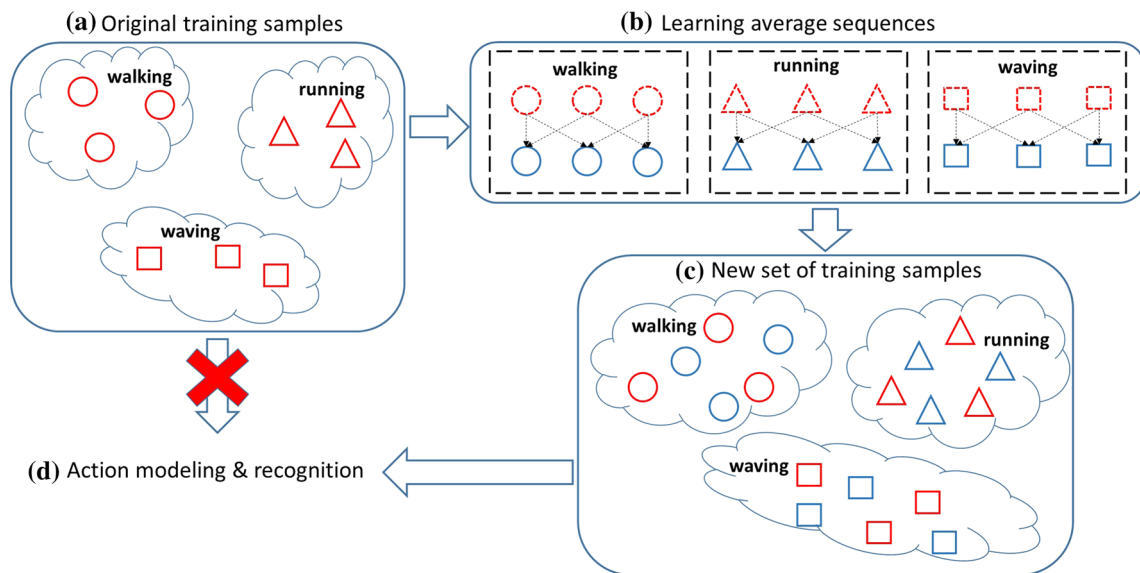 (a) Original training samples
walking
running
waving
(b) Learning average sequences
walking
running
waving
(c) New set of training samples
walking
running
waving
(d) Action modeling & recognition